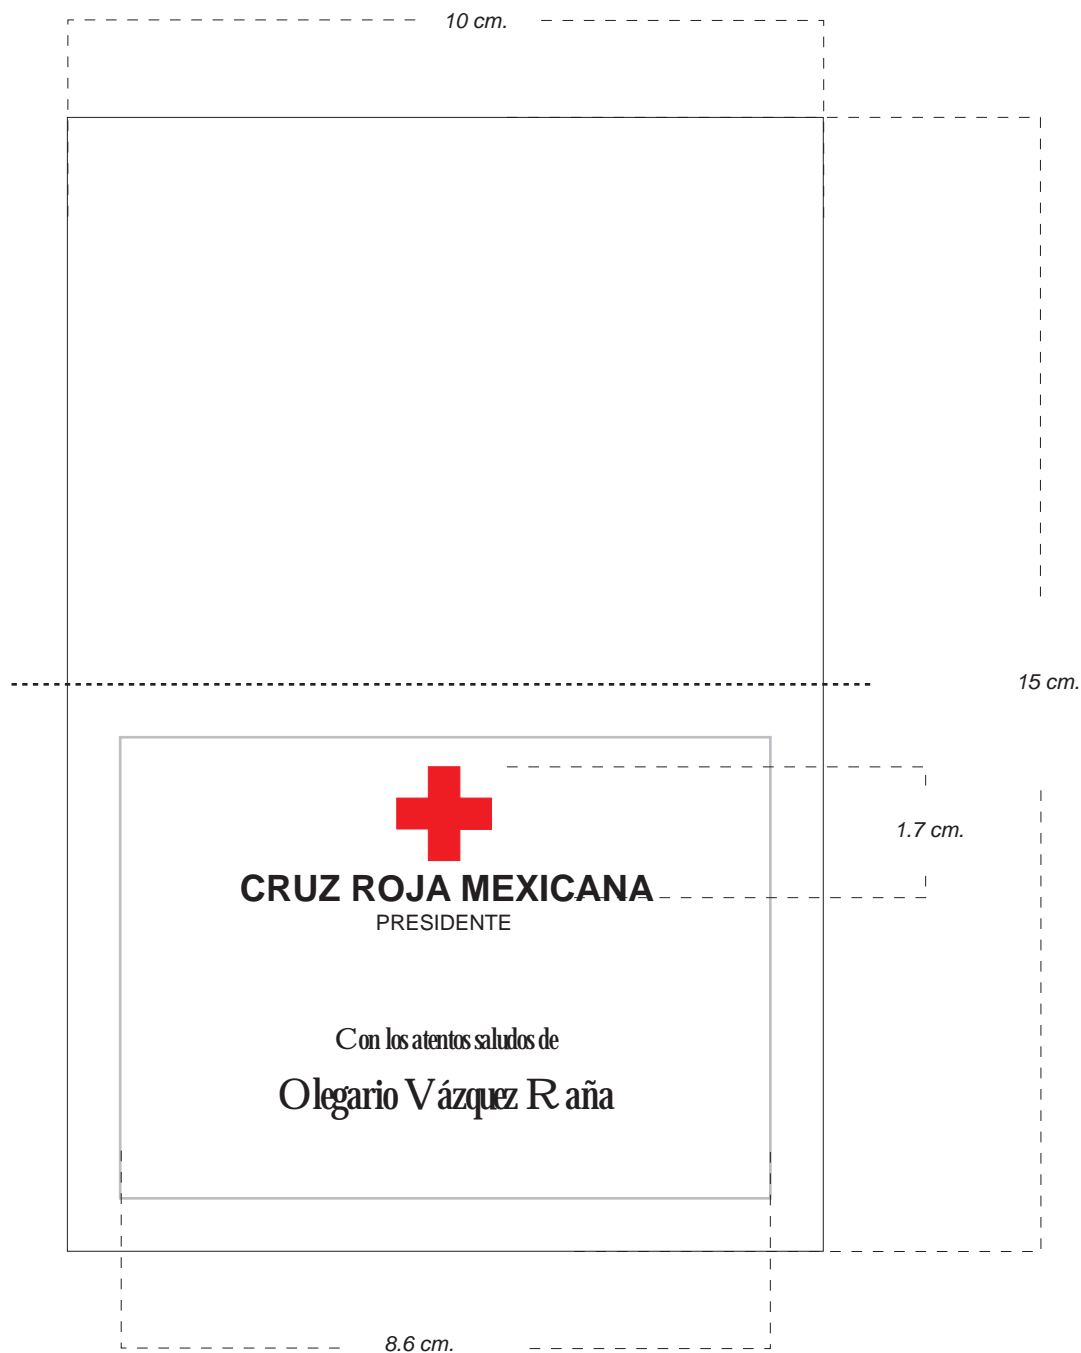 10 cm.
15 cm.
1.7 cm.
CRUZ ROJA MEXICANA
PRESIDENTE
Con los atentos saludos de
Olegario Vázquez Raña
8.6 cm.